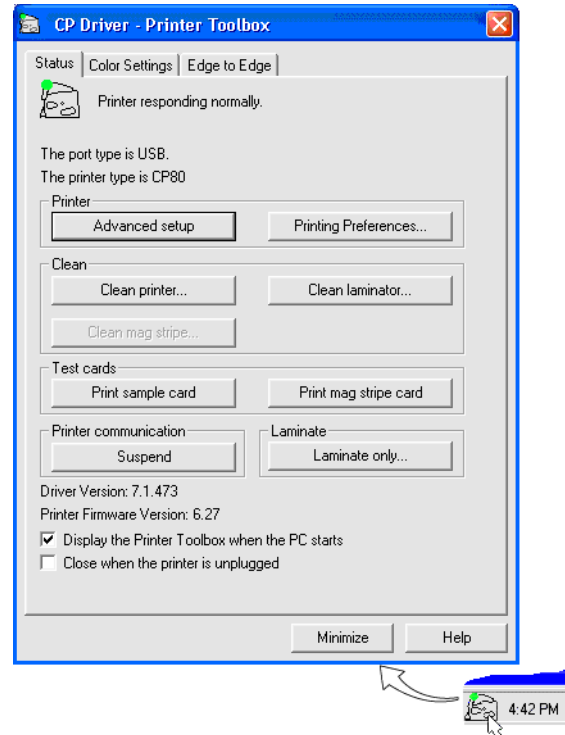 CP Driver - Printer Toolbox
Status Color Settings Edge to Edge
Printer responding normally.
The port type is USB.
The printer type is CP80
Printer
Advanced setup Printing Preferences...
Clean
Clean printer... Clean laminator...
Clean mag stripe...
Test cards
Print sample card Print mag stripe card
Printer communication Laminate
Suspend Laminate only...
Driver Version: 7.1.473
Printer Firmware Version: 6.27
Display the Printer Toolbox when the PC starts
Close when the printer is unplugged
Minimize Help
4:42 PM